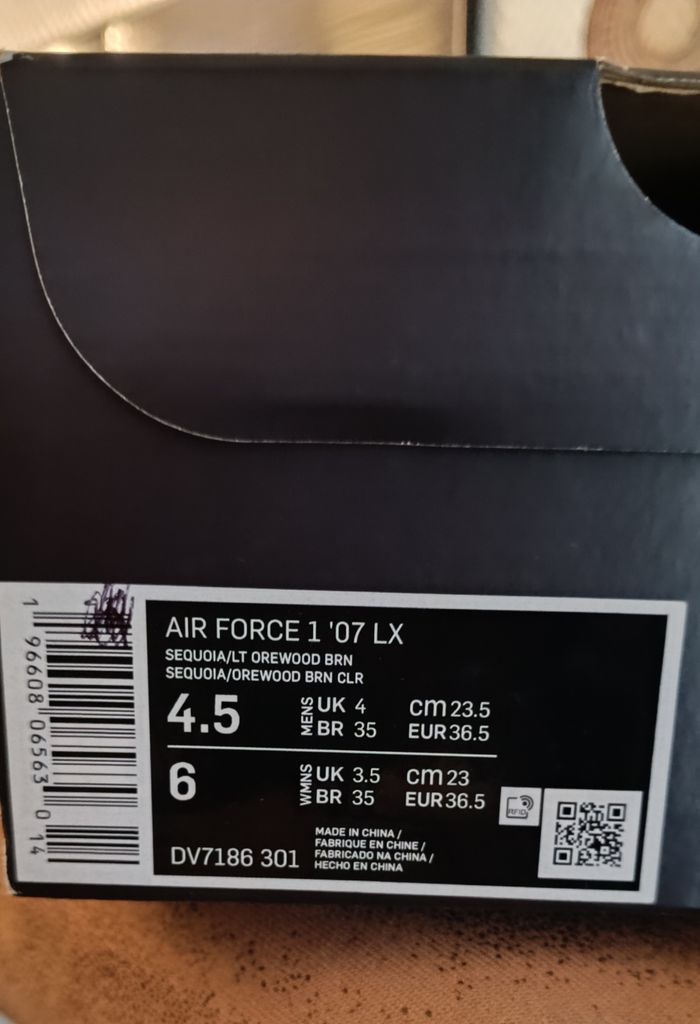 AIR FORCE 1 '07 LX
SEQUOIA/LT OREWOOD BRN
SEQUOIA/OREWOOD BRN CLR
4.5 MENS UK 4 cm 23.5
BR 35 EUR 36.5
6 WMNS UK 3.5 cm 23
BR 35 EUR 36.5
RFID
DV7186 301
MADE IN CHINA /
FABRIQUE EN CHINE /
FABRICADO NA CHINA /
HECHO EN CHINA
1 96608 06563 0 14